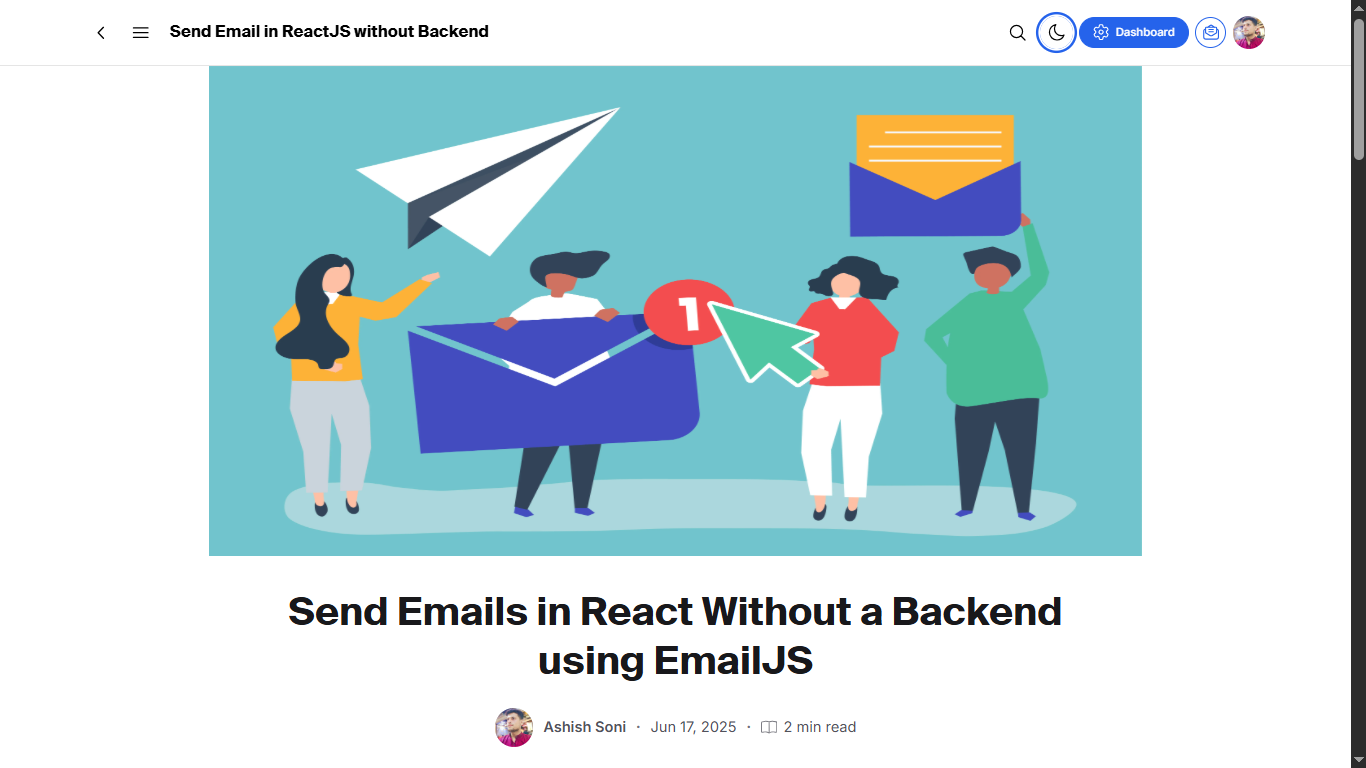 Send Email in ReactJS without Backend
Dashboard
1
Send Emails in React Without a Backend
using EmailJS
Ashish Soni · Jun 17, 2025 · 2 min read